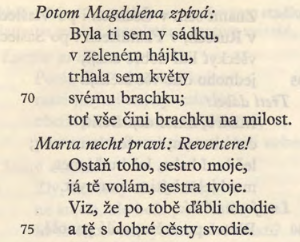 Potom Magdalena zpívá:
Byla ti sem v sádku,
v zeleném hájku,
trhala sem květy
70 svému brachku;
toť vše čini brachku na milost.
Marta nechť praví: Revertere!
Ostaň toho, sestro moje,
já tě volám, sestra tvoje.
Viz, že po tobě ďábli chodie
75 a tě s dobré cěsty svodie.